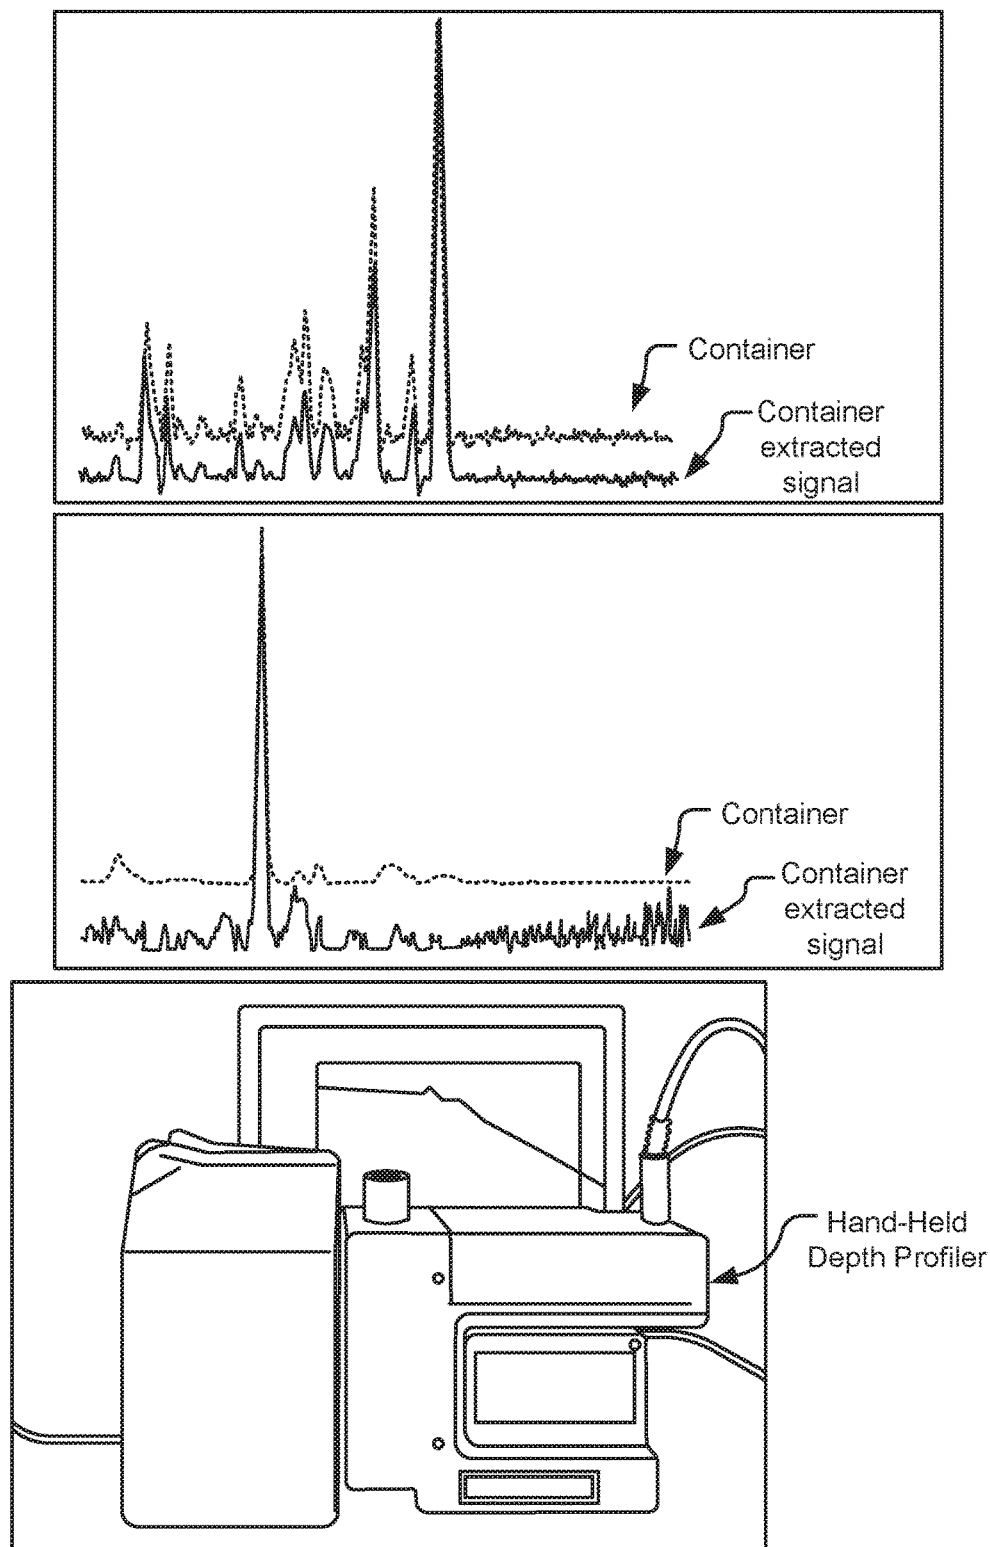 Container
Container
extracted
signal
Container
Container
extracted
signal
Hand-Held
Depth Profiler